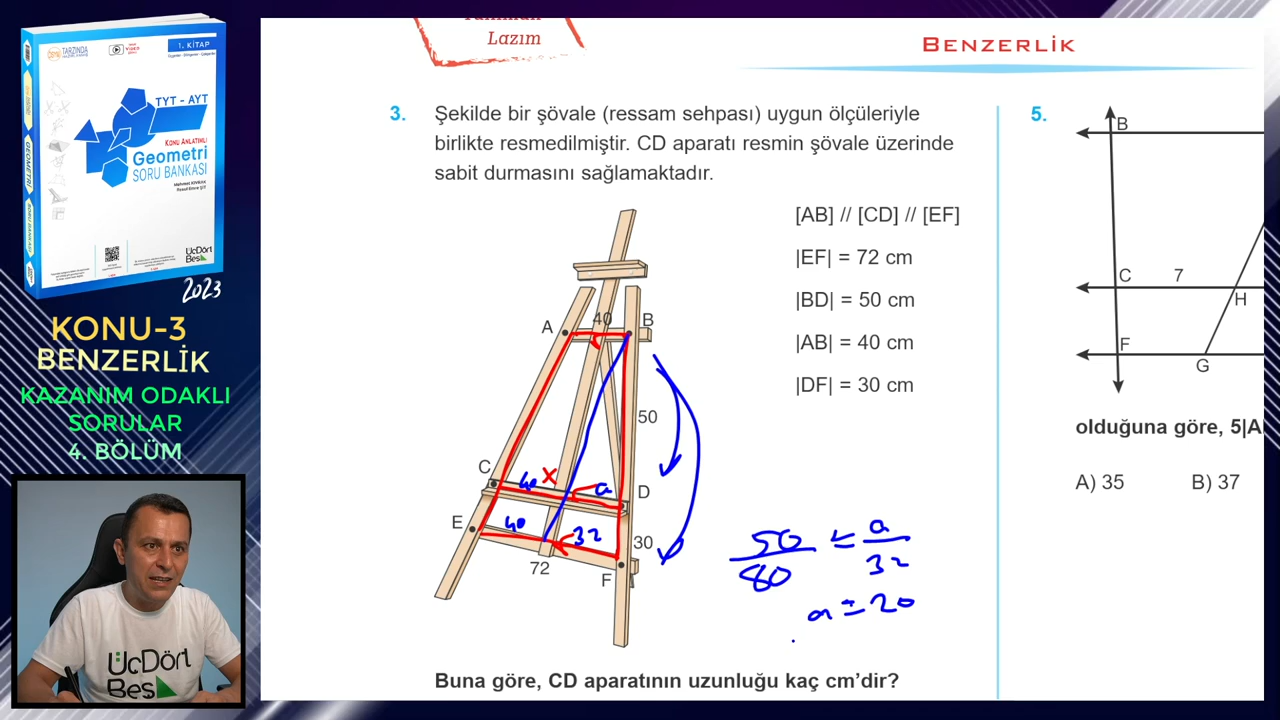 TARZINDA
1. KİTAP
TYT - AYT
KONU ANLATIMLI
Geometri
SORU BANKASI
ÜçDört
Beş
2023
KONU-3
BENZERLİK
KAZANIM ODAKLI
SORULAR
4. BÖLÜM
ÜçDört
Beş
Lazım
BENZERLİK
3. Şekilde bir şövale (ressam sehpası) uygun ölçüleriyle
birlikte resmedilmiştir. CD aparatı resmin şövale üzerinde
sabit durmasını sağlamaktadır.
[AB] // [CD] // [EF]
|EF| = 72 cm
|BD| = 50 cm
|AB| = 40 cm
|DF| = 30 cm
A 40 B
50
C 40 x a D
E 40 32 30
72 F
50/80 = a/32
a = 20
Buna göre, CD aparatının uzunluğu kaç cm'dir?
5.
B
C 7 H
F G
olduğuna göre, 5|A
A) 35 B) 37